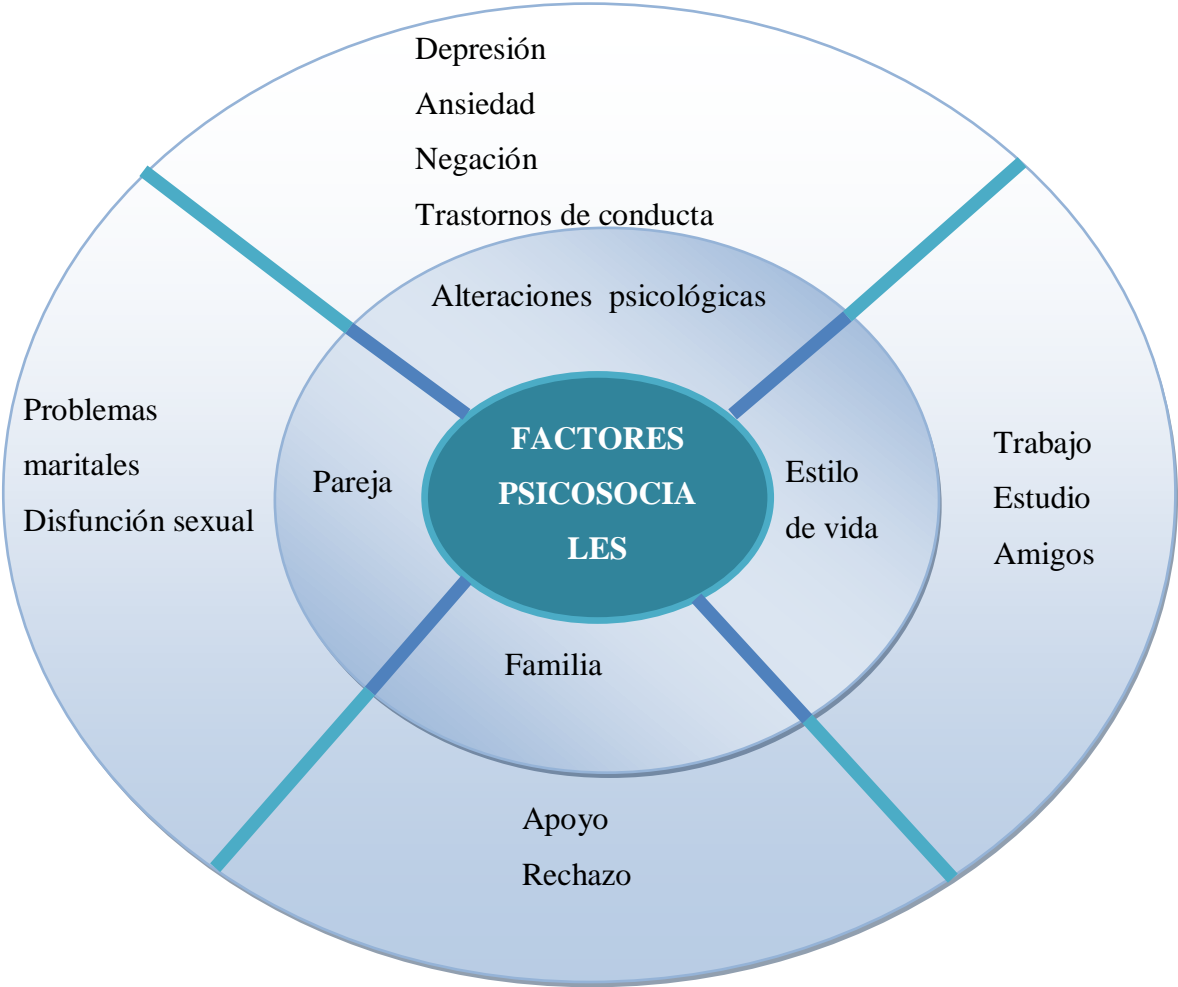 Depresión
Ansiedad
Negación
Trastornos de conducta
Alteraciones psicológicas
Problemas
maritales
Disfunción sexual
Pareja
FACTORES
PSICOSOCIA
LES
Estilo
de vida
Trabajo
Estudio
Amigos
Familia
Apoyo
Rechazo